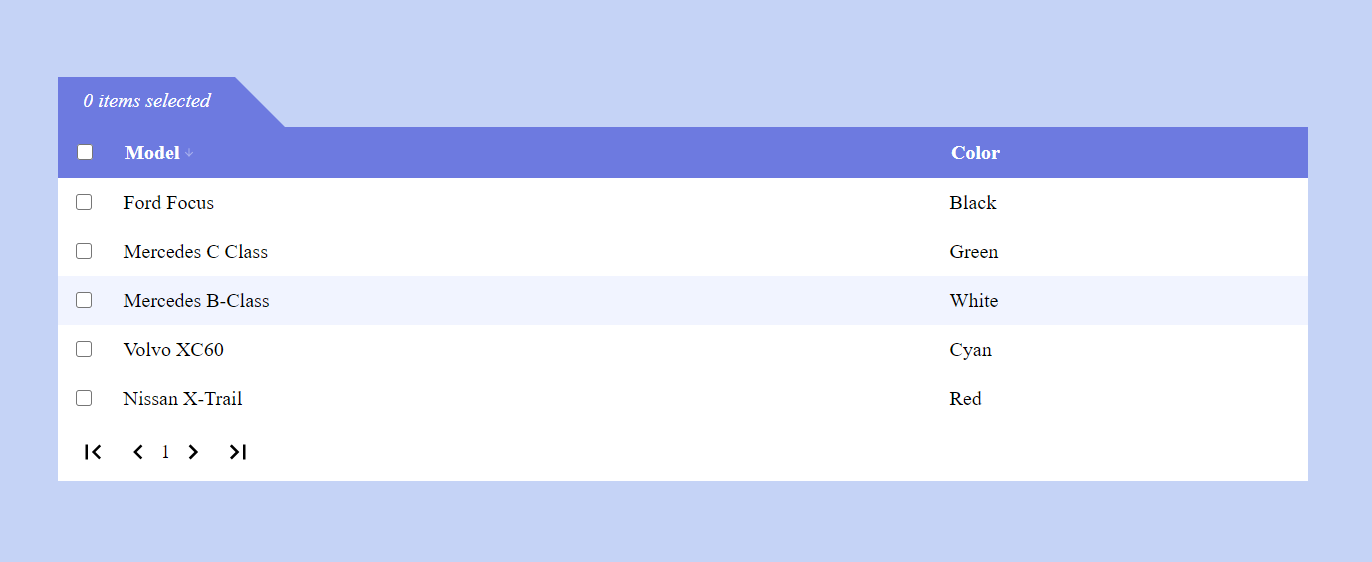 0 items selected
Model ↓ Color
Ford Focus Black
Mercedes C Class Green
Mercedes B-Class White
Volvo XC60 Cyan
Nissan X-Trail Red
1